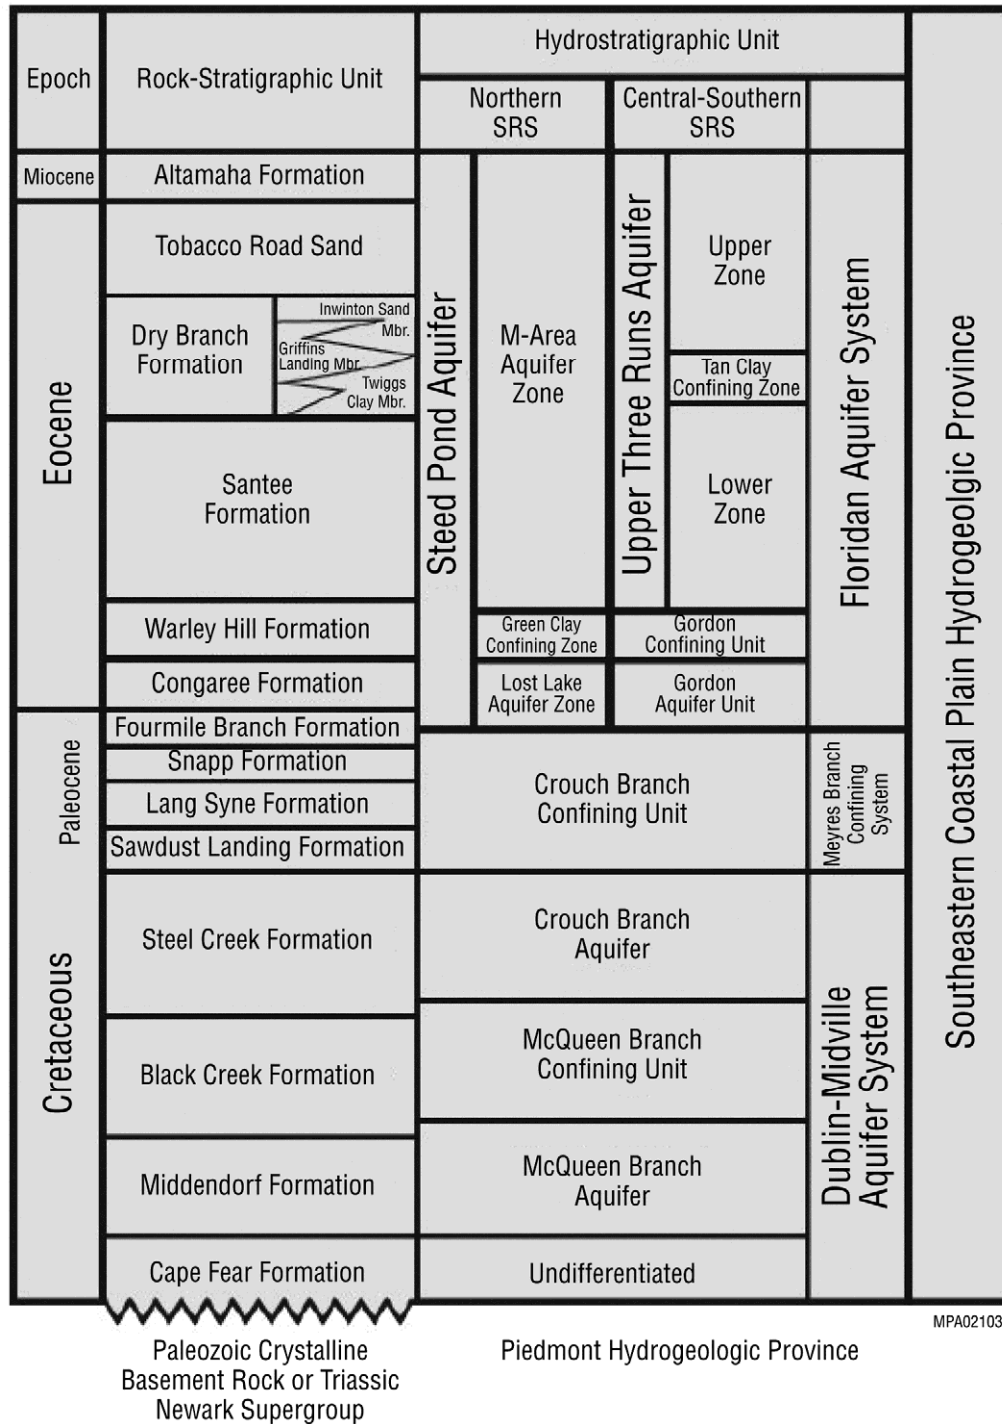 Epoch
Rock-Stratigraphic Unit
Hydrostratigraphic Unit
Northern
SRS
Central-Southern
SRS
Miocene
Altamaha Formation
Eocene
Tobacco Road Sand
Dry Branch
Formation
Inwinton Sand
Mbr.
Griffins
Landing Mbr.
Twiggs
Clay Mbr.
Santee
Formation
Warley Hill Formation
Congaree Formation
Paleocene
Fourmile Branch Formation
Snapp Formation
Lang Syne Formation
Sawdust Landing Formation
Cretaceous
Steel Creek Formation
Black Creek Formation
Middendorf Formation
Cape Fear Formation
Steed Pond Aquifer
M-Area
Aquifer
Zone
Green Clay
Confining Zone
Lost Lake
Aquifer Zone
Upper Three Runs Aquifer
Upper
Zone
Tan Clay
Confining Zone
Lower
Zone
Gordon
Confining Unit
Gordon
Aquifer Unit
Crouch Branch
Confining Unit
Crouch Branch
Aquifer
McQueen Branch
Confining Unit
McQueen Branch
Aquifer
Undifferentiated
Floridan Aquifer System
Meyres Branch
Confining
System
Dublin-Midville
Aquifer System
Southeastern Coastal Plain Hydrogeolgic Province
MPA02103
Paleozoic Crystalline
Basement Rock or Triassic
Newark Supergroup
Piedmont Hydrogeologic Province